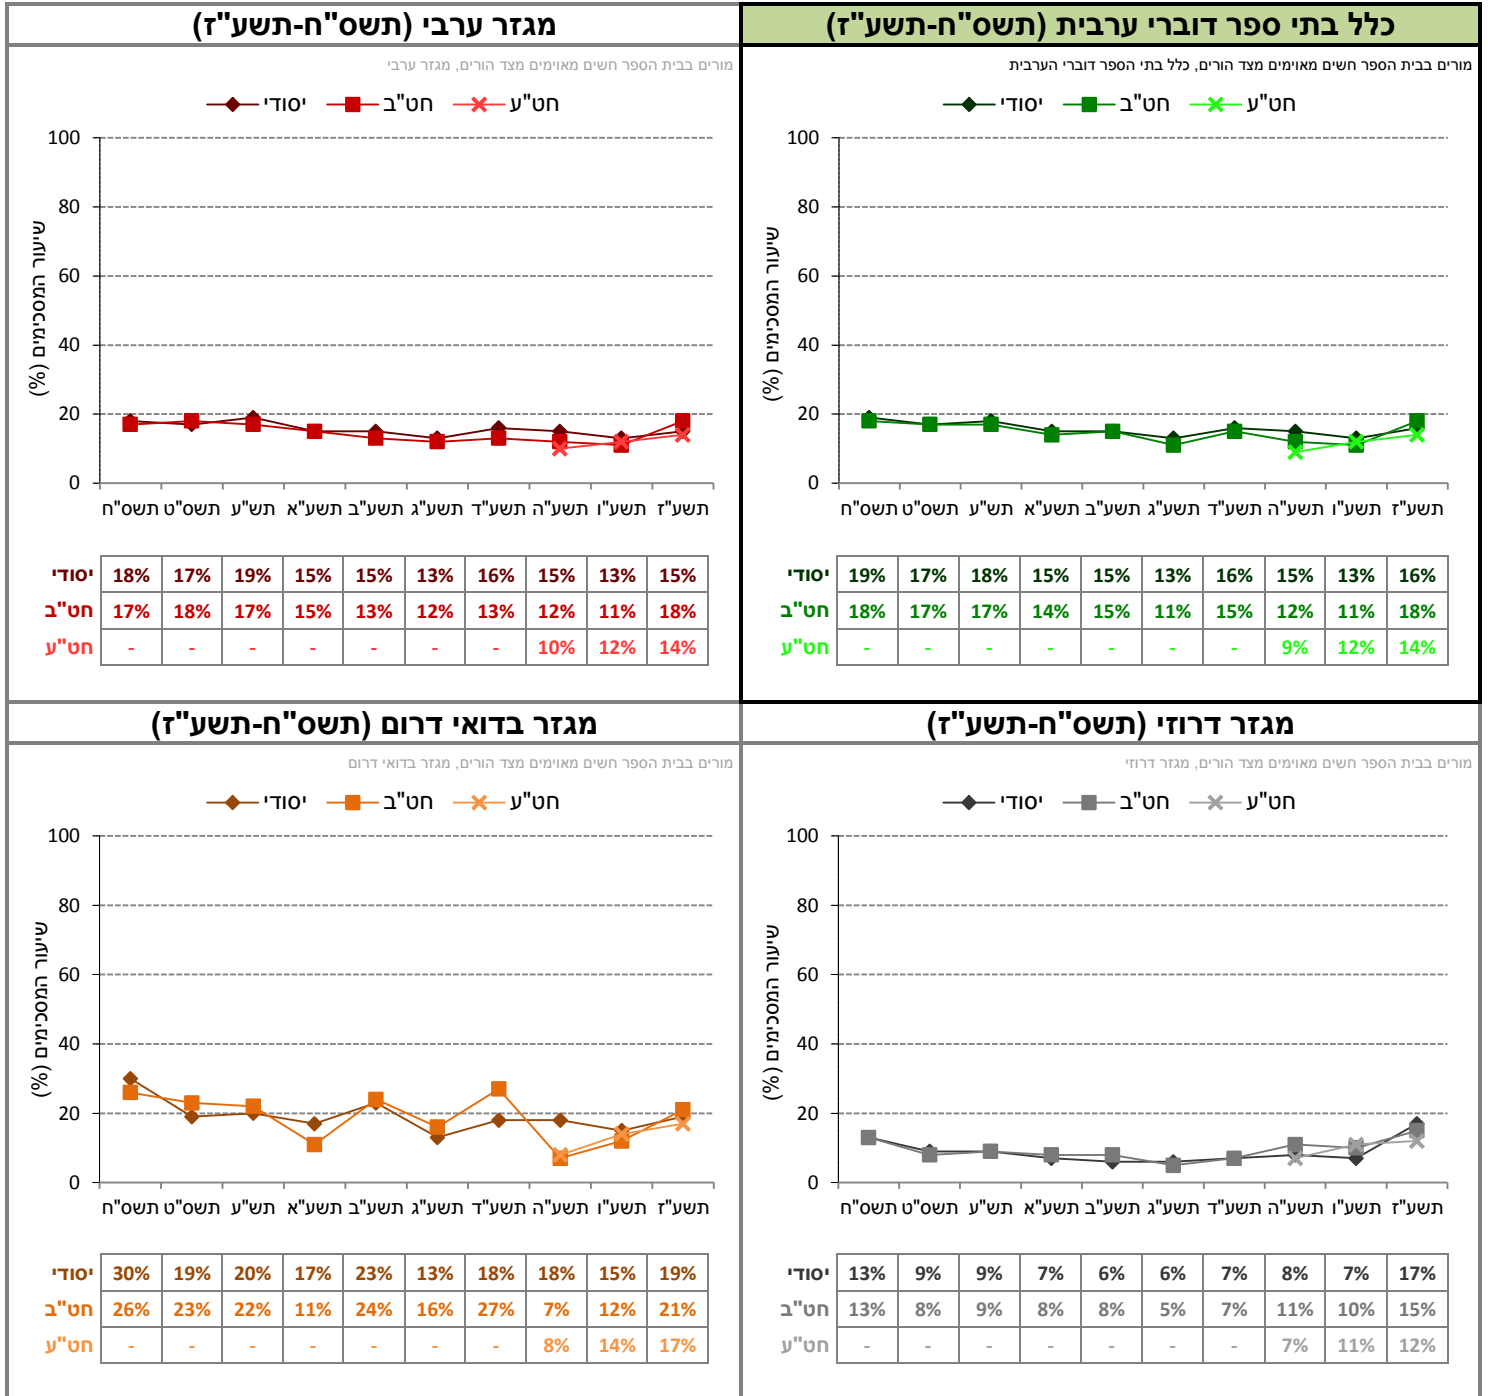 כלל בתי ספר דוברי ערבית (תשס"ח-תשע"ז)
מורים בבית הספר חשים מאוימים מצד הורים, כלל בתי הספר דוברי הערבית
יסודי חט"ב חט"ע
שיעור המסכימים (%)
100
80
60
40
20
0
תשס"ח תשס"ט תש"ע תשע"א תשע"ב תשע"ג תשע"ד תשע"ה תשע"ו תשע"ז
יסודי 19% 17% 18% 15% 15% 13% 16% 15% 13% 16%
חט"ב 18% 17% 17% 14% 15% 11% 15% 12% 11% 18%
חט"ע - - - - - - - 9% 12% 14%
מגזר ערבי (תשס"ח-תשע"ז)
מורים בבית הספר חשים מאוימים מצד הורים, מגזר ערבי
יסודי חט"ב חט"ע
שיעור המסכימים (%)
100
80
60
40
20
0
תשס"ח תשס"ט תש"ע תשע"א תשע"ב תשע"ג תשע"ד תשע"ה תשע"ו תשע"ז
יסודי 18% 17% 19% 15% 15% 13% 16% 15% 13% 15%
חט"ב 17% 18% 17% 15% 13% 12% 13% 12% 11% 18%
חט"ע - - - - - - - 10% 12% 14%
מגזר דרוזי (תשס"ח-תשע"ז)
מורים בבית הספר חשים מאוימים מצד הורים, מגזר דרוזי
יסודי חט"ב חט"ע
שיעור המסכימים (%)
100
80
60
40
20
0
תשס"ח תשס"ט תש"ע תשע"א תשע"ב תשע"ג תשע"ד תשע"ה תשע"ו תשע"ז
יסודי 13% 9% 9% 7% 6% 6% 7% 8% 7% 17%
חט"ב 13% 8% 9% 8% 8% 5% 7% 11% 10% 15%
חט"ע - - - - - - - 7% 11% 12%
מגזר בדואי דרום (תשס"ח-תשע"ז)
מורים בבית הספר חשים מאוימים מצד הורים, מגזר בדואי דרום
יסודי חט"ב חט"ע
שיעור המסכימים (%)
100
80
60
40
20
0
תשס"ח תשס"ט תש"ע תשע"א תשע"ב תשע"ג תשע"ד תשע"ה תשע"ו תשע"ז
יסודי 30% 19% 20% 17% 23% 13% 18% 18% 15% 19%
חט"ב 26% 23% 22% 11% 24% 16% 27% 7% 12% 21%
חט"ע - - - - - - - 8% 14% 17%